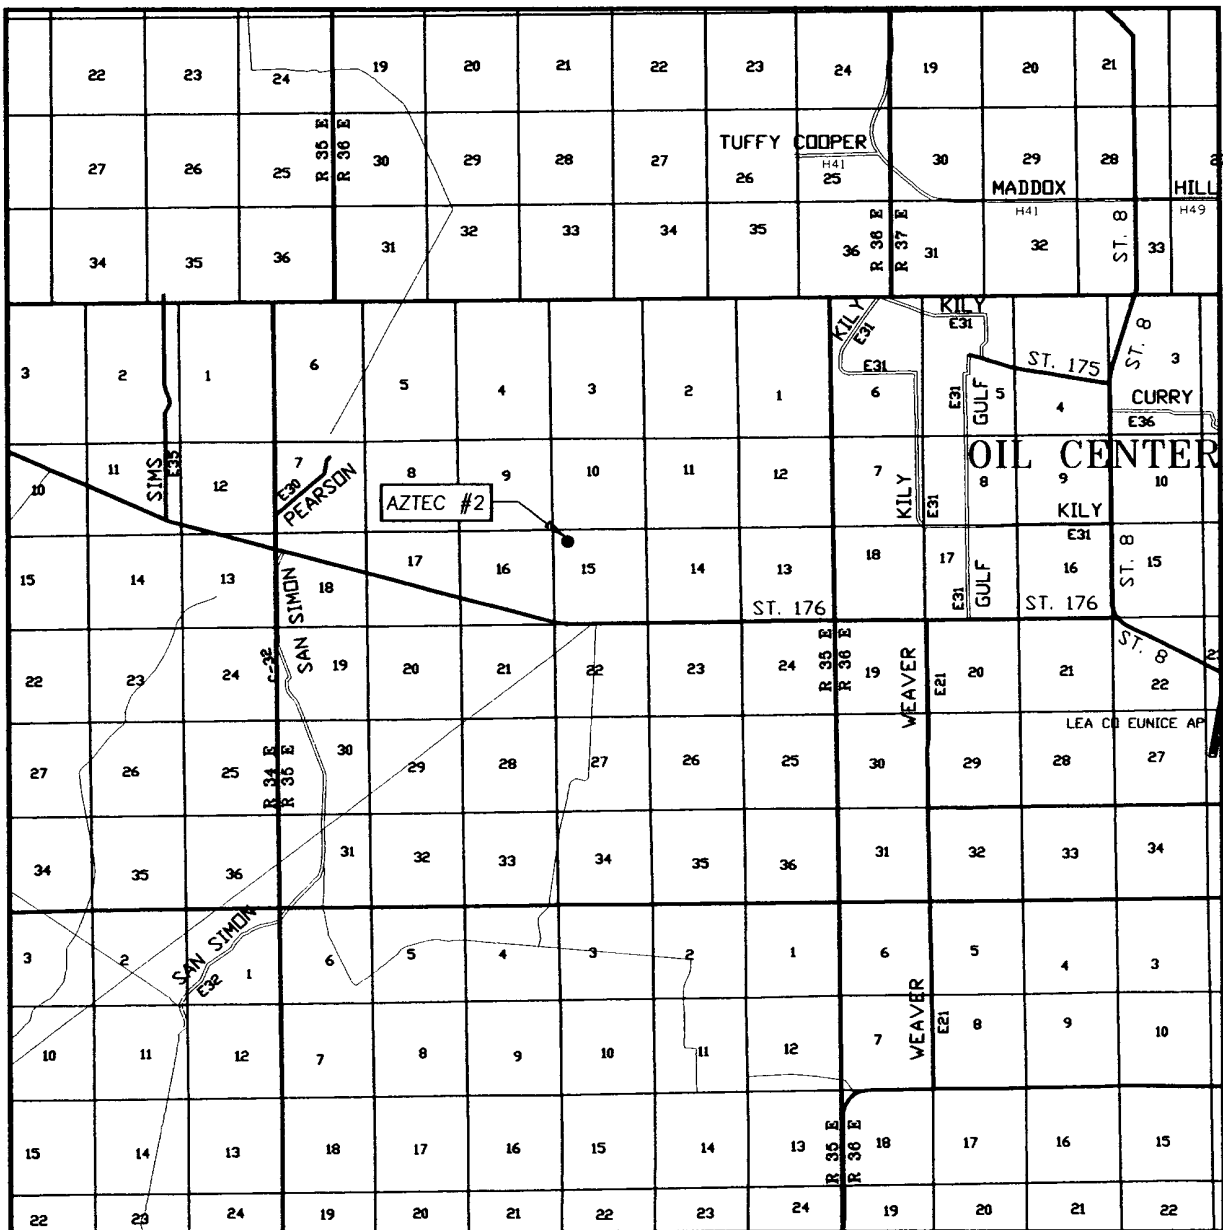 22 23 24 19 20 21 22 23 24 19 20 21
R 35 E
R 36 E
TUFFY COOPER
H41
27 26 25 30 29 28 27 26 25 30 29 28
MADDOX
H41
HILL
H49
34 35 36 31 32 33 34 35 36 31 32 33
R 36 E
R 37 E
ST. 8
KILY
E31
KILY
E31
ST. 8
3 2 1 6 5 4 3 2 1 6 5 4 3
E31
E31
GULF
ST. 175
CURRY
E36
OIL CENTER
10 11 12 7 8 9 10 11 12 7 8 9 10
SIMS
E35
E30
PEARSON
AZTEC #2
KILY
E31
KILY
E31
15 14 13 18 17 16 15 14 13 18 17 16 15
SAN SIMON
ST. 176
E31
GULF
ST. 176
ST. 8
ST. 8
22 23 24 19 20 21 22 23 24 19 20 21 22
C-32
R 35 E
R 36 E
WEAVER
E21
LEA CO EUNICE AP
27 26 25 30 29 28 27 26 25 30 29 28 27
R 34 E
R 35 E
34 35 36 31 32 33 34 35 36 31 32 33 34
SAN SIMON
E32
3 2 1 6 5 4 3 2 1 6 5 4 3
WEAVER
E21
10 11 12 7 8 9 10 11 12 7 8 9 10
15 14 13 18 17 16 15 14 13 18 17 16 15
R 35 E
R 36 E
22 23 24 19 20 21 22 23 24 19 20 21 22